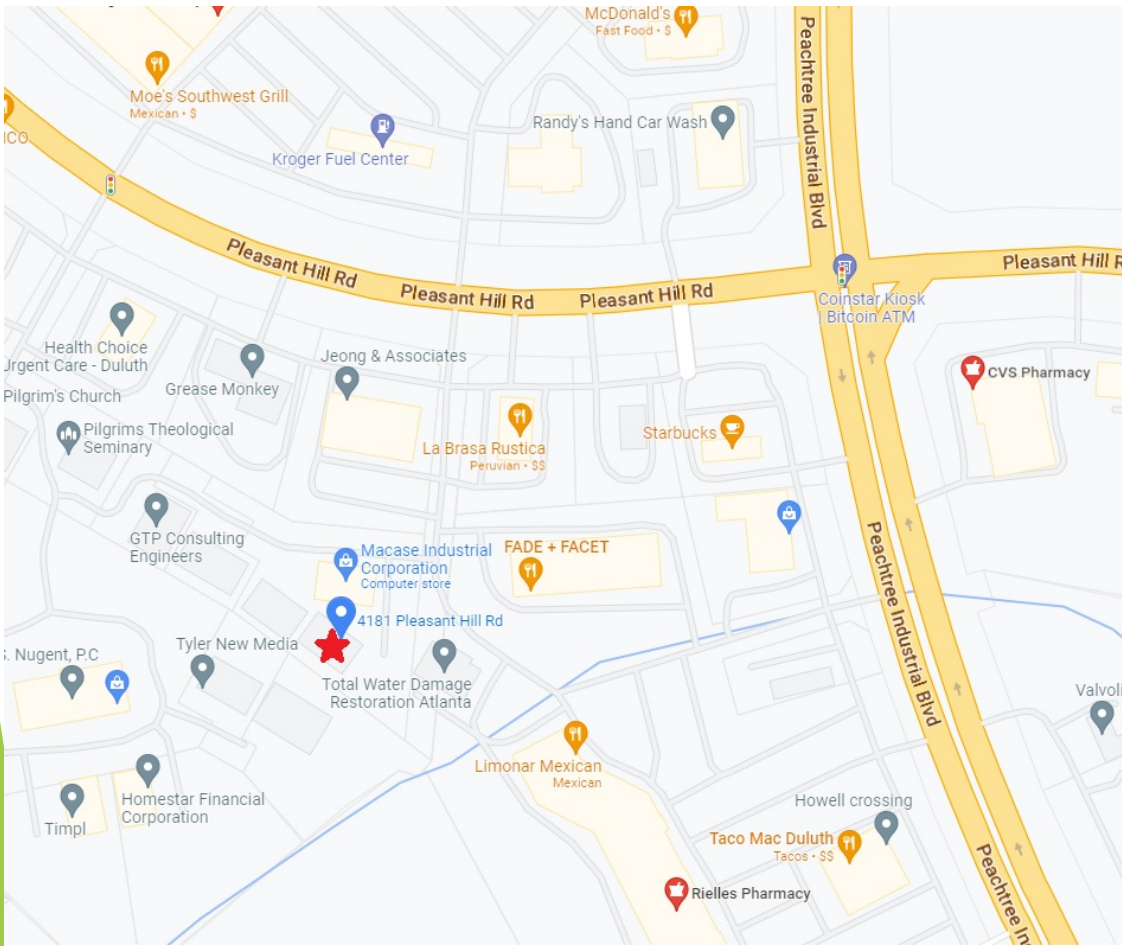 McDonald's
Fast Food • $
Moe's Southwest Grill
Mexican • $
ICO
Randy's Hand Car Wash
Kroger Fuel Center
Peachtree Industrial Blvd
Pleasant Hill Rd
Pleasant Hill Rd
Pleasant Hill Rd
Pleasant Hill R
Coinstar Kiosk
| Bitcoin ATM
Health Choice
Urgent Care - Duluth
Jeong & Associates
Grease Monkey
CVS Pharmacy
Pilgrim's Church
Pilgrims Theological
Seminary
La Brasa Rustica
Peruvian • $$
Starbucks
GTP Consulting
Engineers
Macase Industrial
Corporation
Computer store
FADE + FACET
4181 Pleasant Hill Rd
Peachtree Industrial Blvd
Tyler New Media
S. Nugent, P.C
Total Water Damage
Restoration Atlanta
Valvoli
Limonar Mexican
Mexican
Homestar Financial
Corporation
Timpl
Howell crossing
Taco Mac Duluth
Tacos • $$
Peachtree In
Rielles Pharmacy